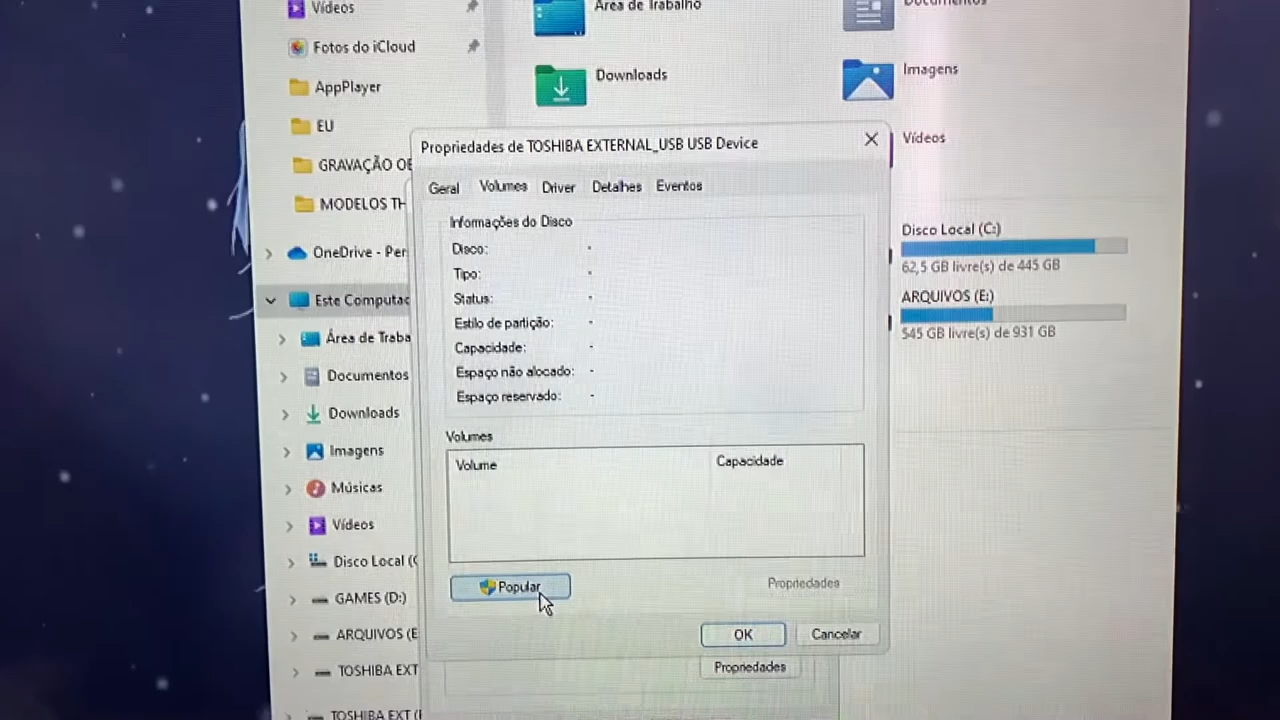 Vídeos
Fotos do iCloud
AppPlayer
EU
GRAVAÇÃO
MODELOS
OneDrive - Per
Este Computac
Área de Traba
Documentos
Downloads
Imagens
Músicas
Vídeos
Disco Local (C
GAMES (D:)
ARQUIVOS (E
TOSHIBA EXT
TOSHIBA EXT (
Área de Trabalho
Downloads
Documentos
Imagens
Vídeos
Disco Local (C:)
62,5 GB livre(s) de 445 GB
ARQUIVOS (E:)
545 GB livre(s) de 931 GB
Propriedades de TOSHIBA EXTERNAL_USB USB Device
Geral Volumes Driver Detalhes Eventos
Informações do Disco
Disco: -
Tipo: -
Status: -
Estilo de partição: -
Capacidade: -
Espaço não alocado: -
Espaço reservado: -
Volumes
Volume Capacidade
Popular Propriedades
OK Cancelar
Propriedades